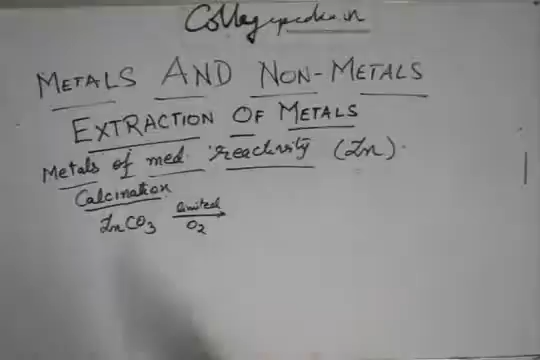 Collegepedia.in
METALS AND NON-METALS
EXTRACTION OF METALS
Metals of med. reactivity (Zn).
Calcination
ZnCO3 limited
O2